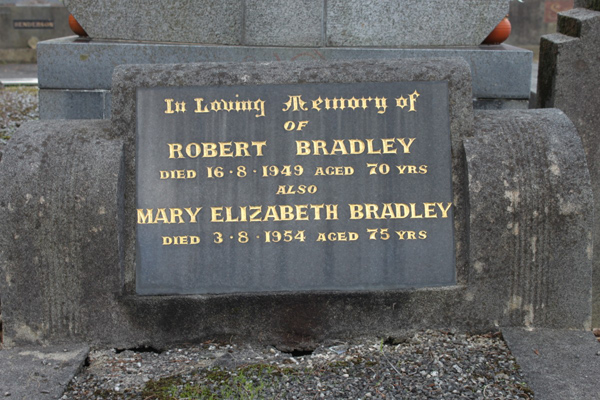 HENDERSON
In Loving Memory of
OF
ROBERT BRADLEY
DIED 16·8·1949 AGED 70 YRS
ALSO
MARY ELIZABETH BRADLEY
DIED 3·8·1954 AGED 75 YRS